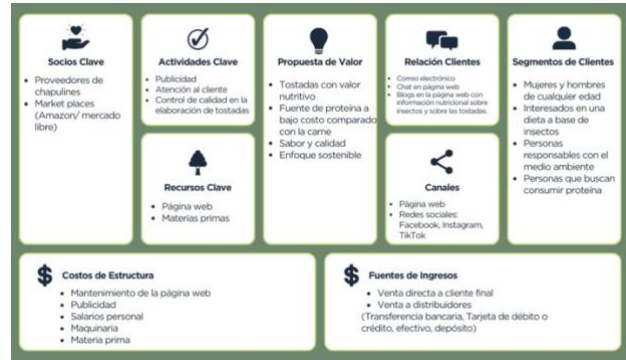 Socios Clave
• Proveedores de
chapulines
• Market places
(Amazon/ mercado
libre)
Actividades Clave
• Publicidad
• Atención al cliente
• Control de calidad en la
elaboración de tostadas
Recursos Clave
• Página web
• Materias primas
Propuesta de Valor
• Tostadas con valor
nutritivo
• Fuente de proteína a
bajo costo comparado
con la carne
• Sabor y calidad
• Enfoque sostenible
Relación Clientes
• Correo electrónico
• Chat en página web
• Blogs en la página web con
información nutricional sobre
insectos y sobre las tostadas.
Canales
• Página web
• Redes sociales:
Facebook, Instagram,
TikTok
Segmentos de Clientes
• Mujeres y hombres
de cualquier edad
• Interesados en una
dieta a base de
insectos
• Personas
responsables con el
medio ambiente
• Personas que buscan
consumir proteína
$ Costos de Estructura
• Mantenimiento de la página web
• Publicidad
• Salarios personal
• Maquinaria
• Materia prima
$ Fuentes de Ingresos
• Venta directa a cliente final
• Venta a distribuidores
(Transferencia bancaria, Tarjeta de débito o
crédito, efectivo, depósito)